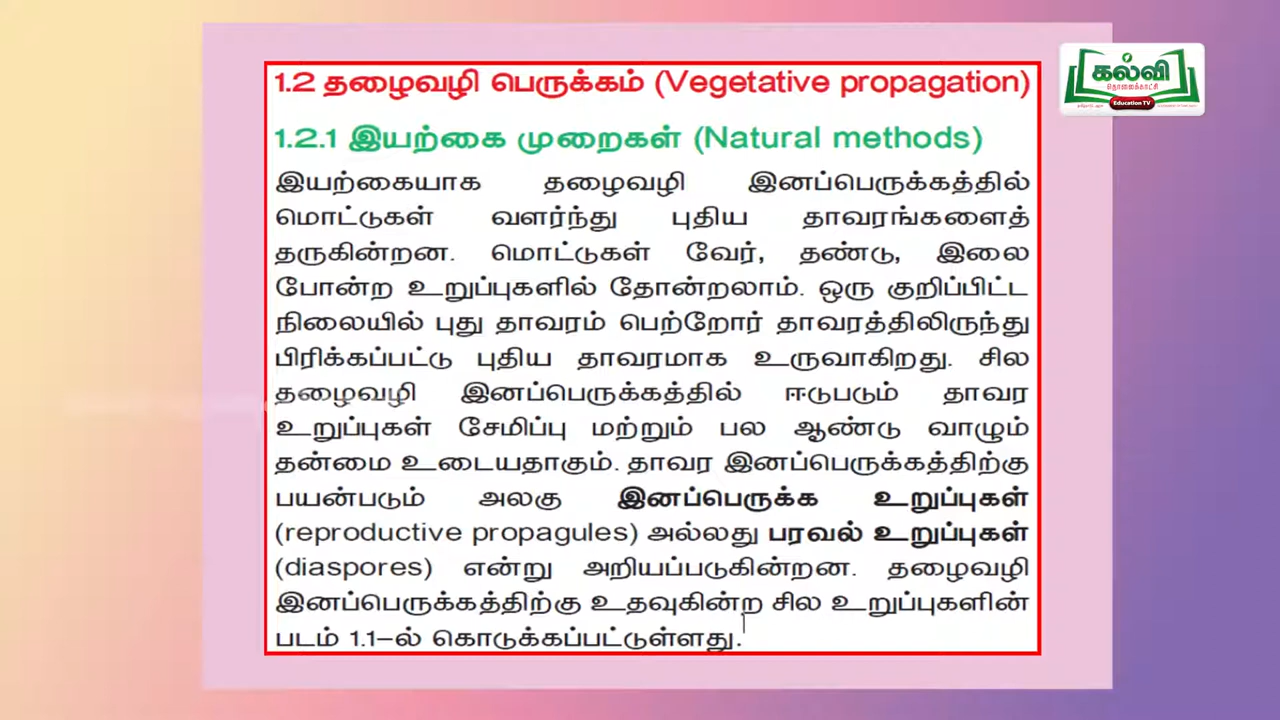 1.2 தழைவழி பெருக்கம் (Vegetative propagation)
கல்வி
தொலைக்காட்சி
Education TV
1.2.1 இயற்கை முறைகள் (Natural methods)
இயற்கையாக தழைவழி இனப்பெருக்கத்தில்
மொட்டுகள் வளர்ந்து புதிய தாவரங்களைத்
தருகின்றன. மொட்டுகள் வேர், தண்டு, இலை
போன்ற உறுப்புகளில் தோன்றலாம். ஒரு குறிப்பிட்ட
நிலையில் புது தாவரம் பெற்றோர் தாவரத்திலிருந்து
பிரிக்கப்பட்டு புதிய தாவரமாக உருவாகிறது. சில
தழைவழி இனப்பெருக்கத்தில் ஈடுபடும் தாவர
உறுப்புகள் சேமிப்பு மற்றும் பல ஆண்டு வாழும்
தன்மை உடையதாகும். தாவர இனப்பெருக்கத்திற்கு
பயன்படும் அலகு இனப்பெருக்க உறுப்புகள்
(reproductive propagules) அல்லது பரவல் உறுப்புகள்
(diaspores) என்று அறியப்படுகின்றன. தழைவழி
இனப்பெருக்கத்திற்கு உதவுகின்ற சில உறுப்புகளின்
படம் 1.1–ல் கொடுக்கப்பட்டுள்ளது.